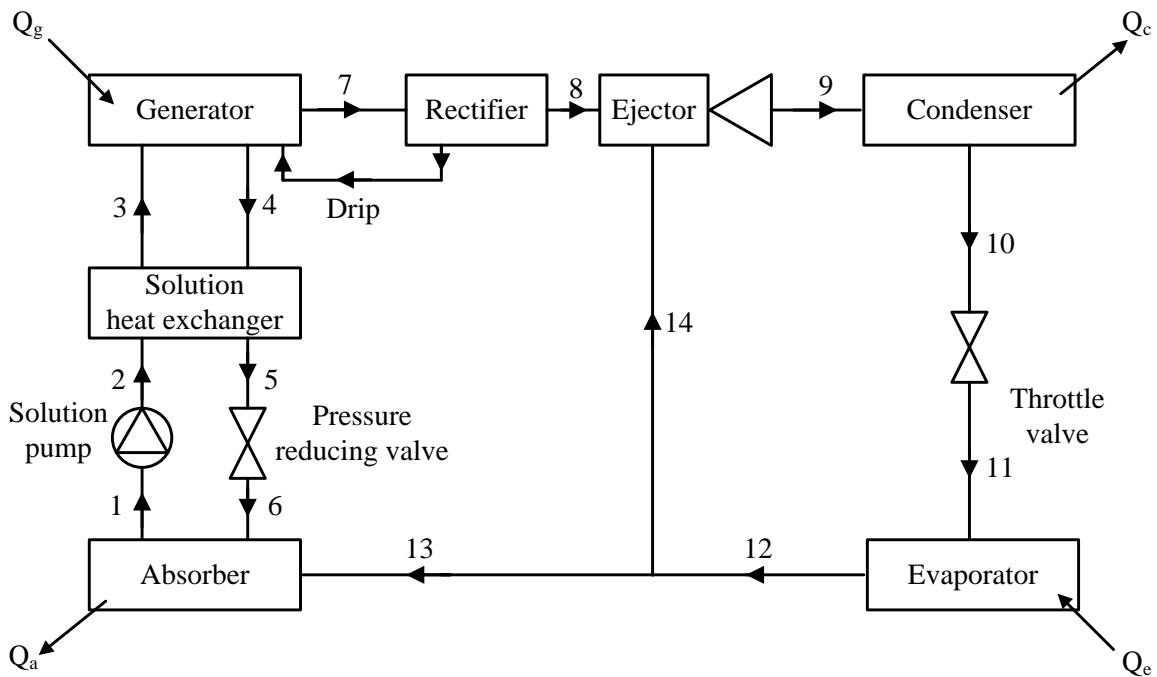 Q_g
Q_c
7
8
9
Generator
Rectifier
Ejector
Condenser
3
4
Drip
10
Solution
heat exchanger
14
2
5
Solution
pump
Pressure
reducing valve
Throttle
valve
1
6
11
13
12
Absorber
Evaporator
Q_a
Q_e